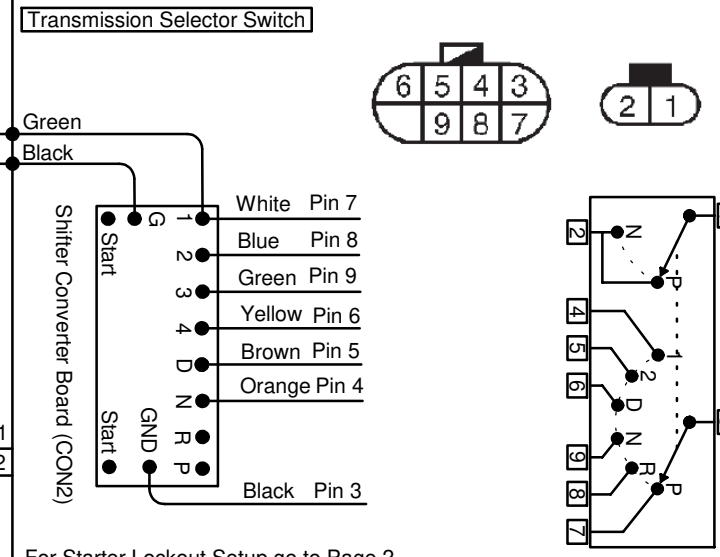 Transmission Selector Switch
6 5 4 3
9 8 7
2 1
Green
Black
White Pin 7
Blue Pin 8
Green Pin 9
Yellow Pin 6
Brown Pin 5
Orange Pin 4
Black Pin 3
Shifter Converter Board (CON2)
Start
G
1
2
3
4
D
N
R
P
Start
GND
1
2
2
4
5
6
9
8
7
N
P
1
2
D
N
R
P
For Starter Lockout Setup go to Page 2